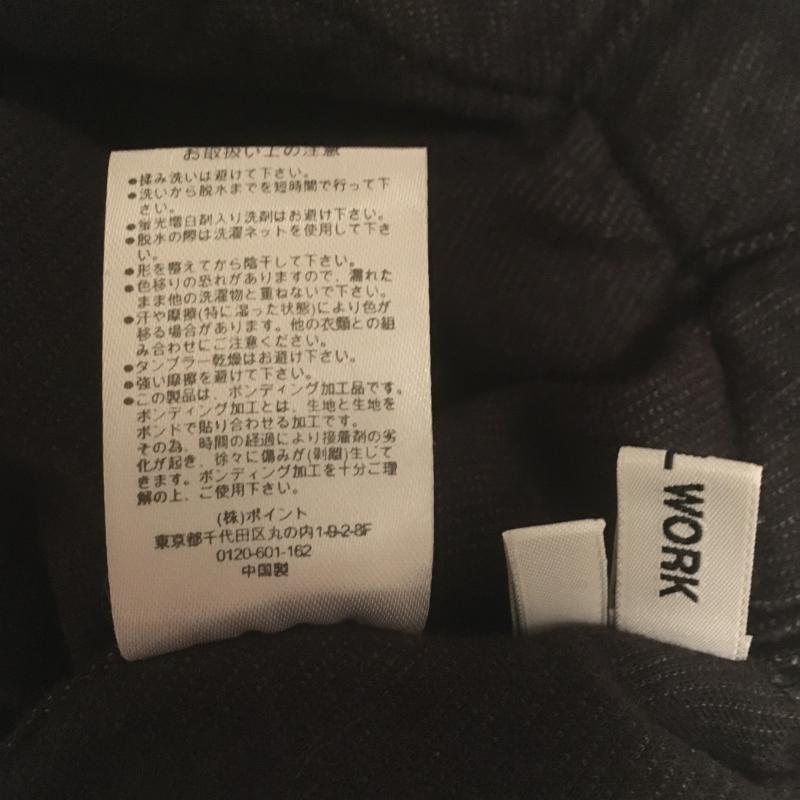 お取扱い上の注意
●揉み洗いは避けて下さい。
●洗いから脱水までを短時間で行って下
さい。
●蛍光増白剤入り洗剤はお避け下さい。
●脱水の際は洗濯ネットを使用して下さ
い。
●形を整えてから陰干して下さい。
●色移りの恐れがありますので、濡れた
まま他の洗濯物と重ねないで下さい。
●汗や摩擦(特に湿った状態)により色が
移る場合があります。他の衣類との組
み合わせにご注意ください。
●タンブラー乾燥はお避け下さい。
●強い摩擦を避けて下さい。
●この製品は、ボンディング加工品です。
ボンディング加工とは、生地と生地を
ボンドで貼り合わせる加工です。
その為、時間の経過により接着剤の劣
化が起き、徐々に傷みが(剥離)生じて
きます。ボンディング加工を十分ご理
解の上、ご使用下さい。
(株)ポイント
東京都千代田区丸の内1-9-2-8F
0120-601-162
中国製
WORK